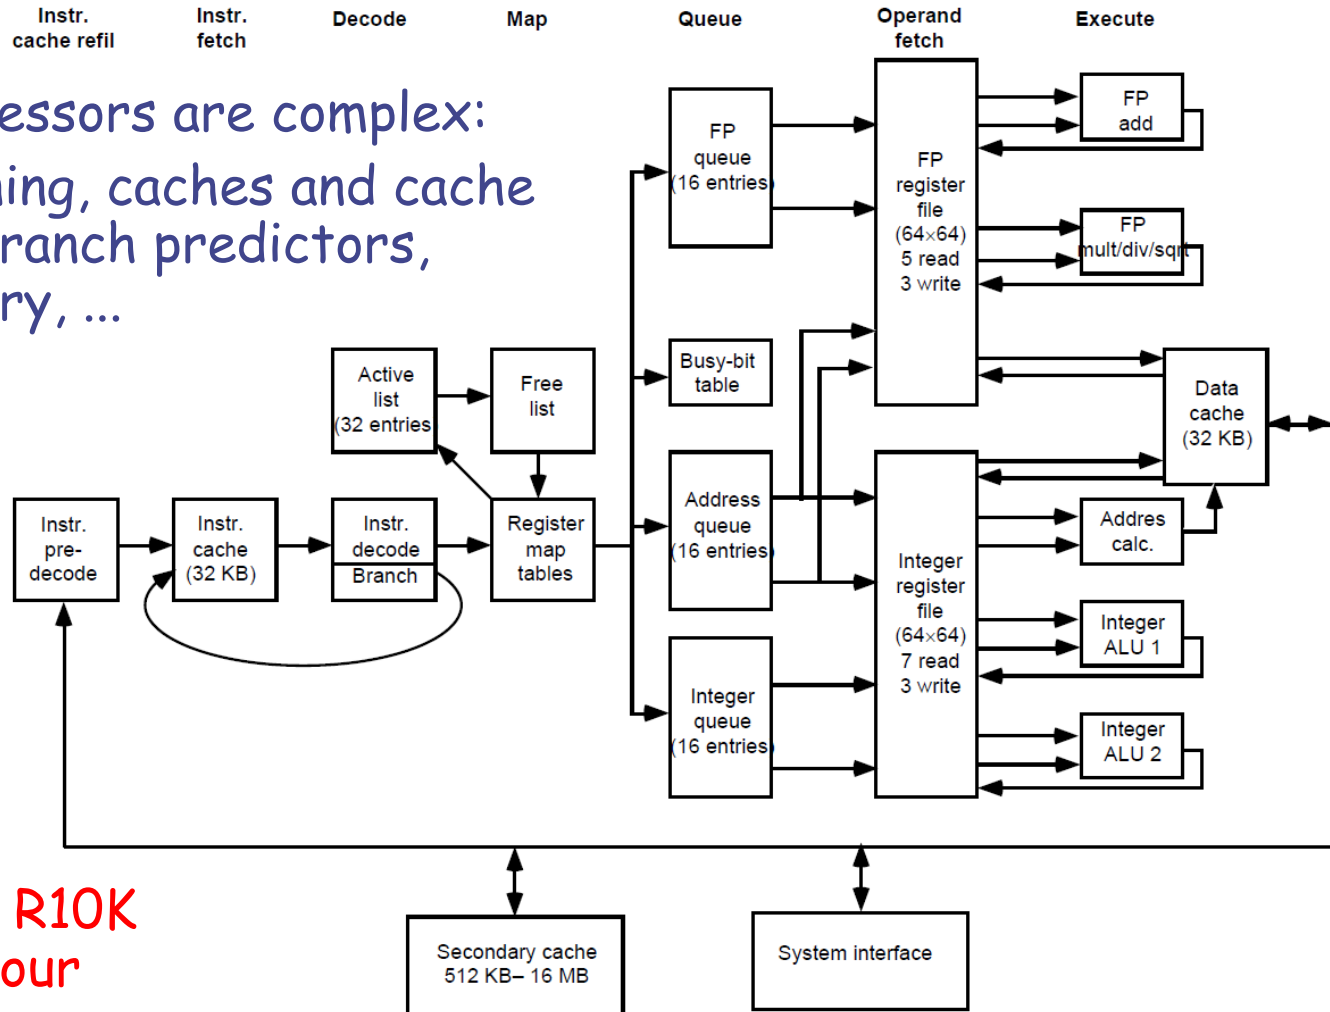 Instr.
cache refil
Instr.
fetch
Decode
Map
Queue
Operand
fetch
Execute
essors are complex:
ning, caches and cache
ranch predictors,
ry, ...
FP
queue
(16 entries)
FP
register
file
(64×64)
5 read
3 write
FP
add
FP
mult/div/sqrt
Active
list
(32 entries)
Free
list
Busy-bit
table
Data
cache
(32 KB)
Instr.
pre-
decode
Instr.
cache
(32 KB)
Instr.
decode
Branch
Register
map
tables
Address
queue
(16 entries)
Integer
register
file
(64×64)
7 read
3 write
Addres
calc.
Integer
ALU 1
Integer
queue
(16 entries)
Integer
ALU 2
R10K
our
Secondary cache
512 KB– 16 MB
System interface